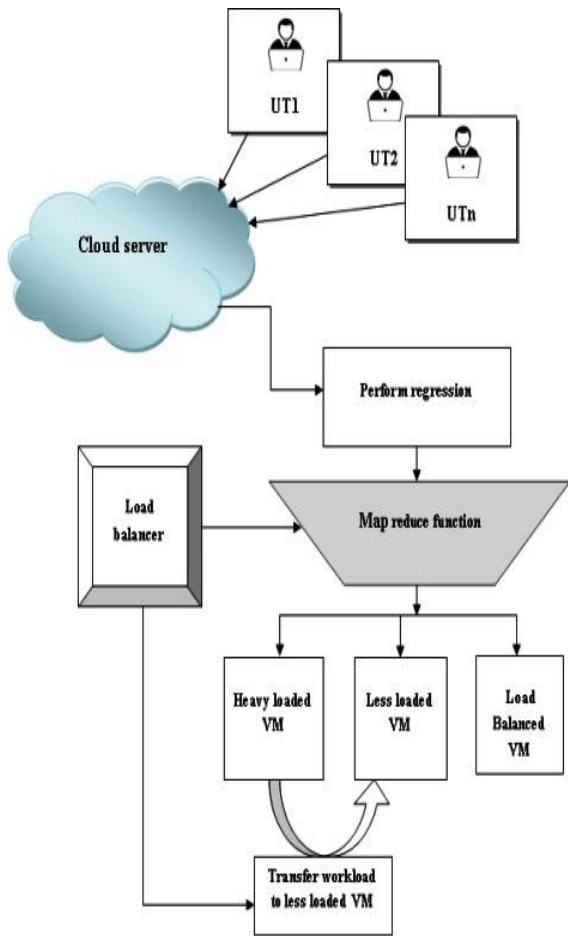 UT1
UT2
UTn
Cloud server
Perform regression
Load
balancer
Map reduce function
Heavy loaded
VM
Less loaded
VM
Load
Balanced
VM
Transfer workload
to less loaded VM